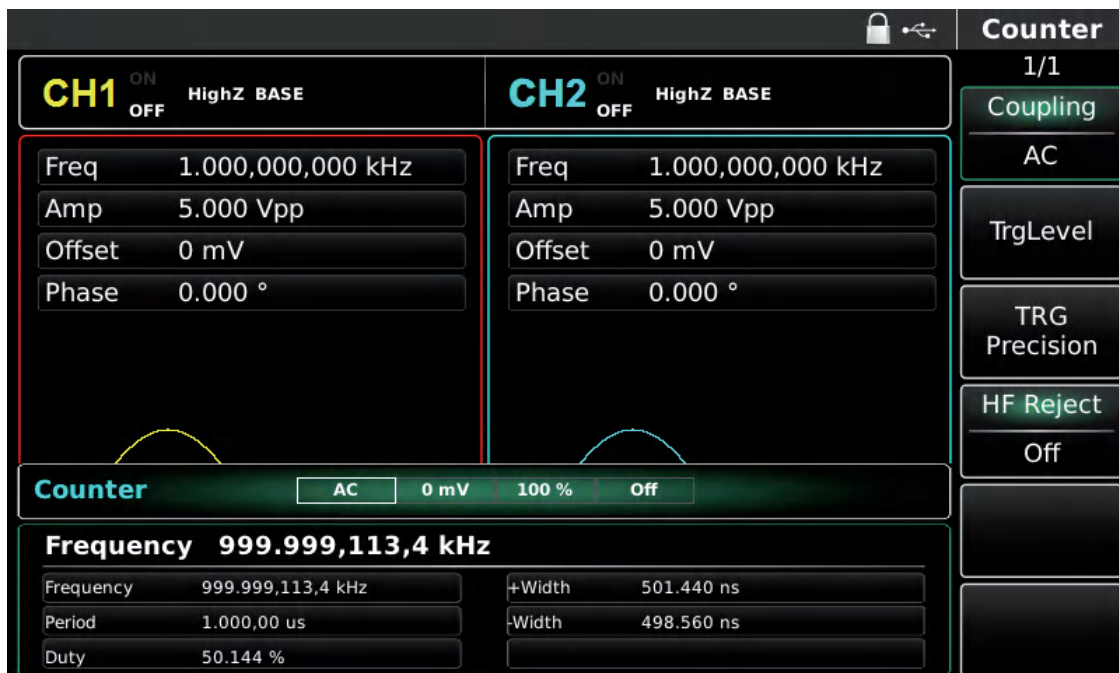 Counter
1/1
CH1 ON OFF HighZ BASE
CH2 ON OFF HighZ BASE
Freq 1.000,000,000 kHz
Amp 5.000 Vpp
Offset 0 mV
Phase 0.000 °
Freq 1.000,000,000 kHz
Amp 5.000 Vpp
Offset 0 mV
Phase 0.000 °
Coupling
AC
TrgLevel
TRG
Precision
HF Reject
Off
Counter AC 0 mV 100 % Off
Frequency 999.999,113,4 kHz
Frequency 999.999,113,4 kHz
Period 1.000,00 us
Duty 50.144 %
+Width 501.440 ns
-Width 498.560 ns